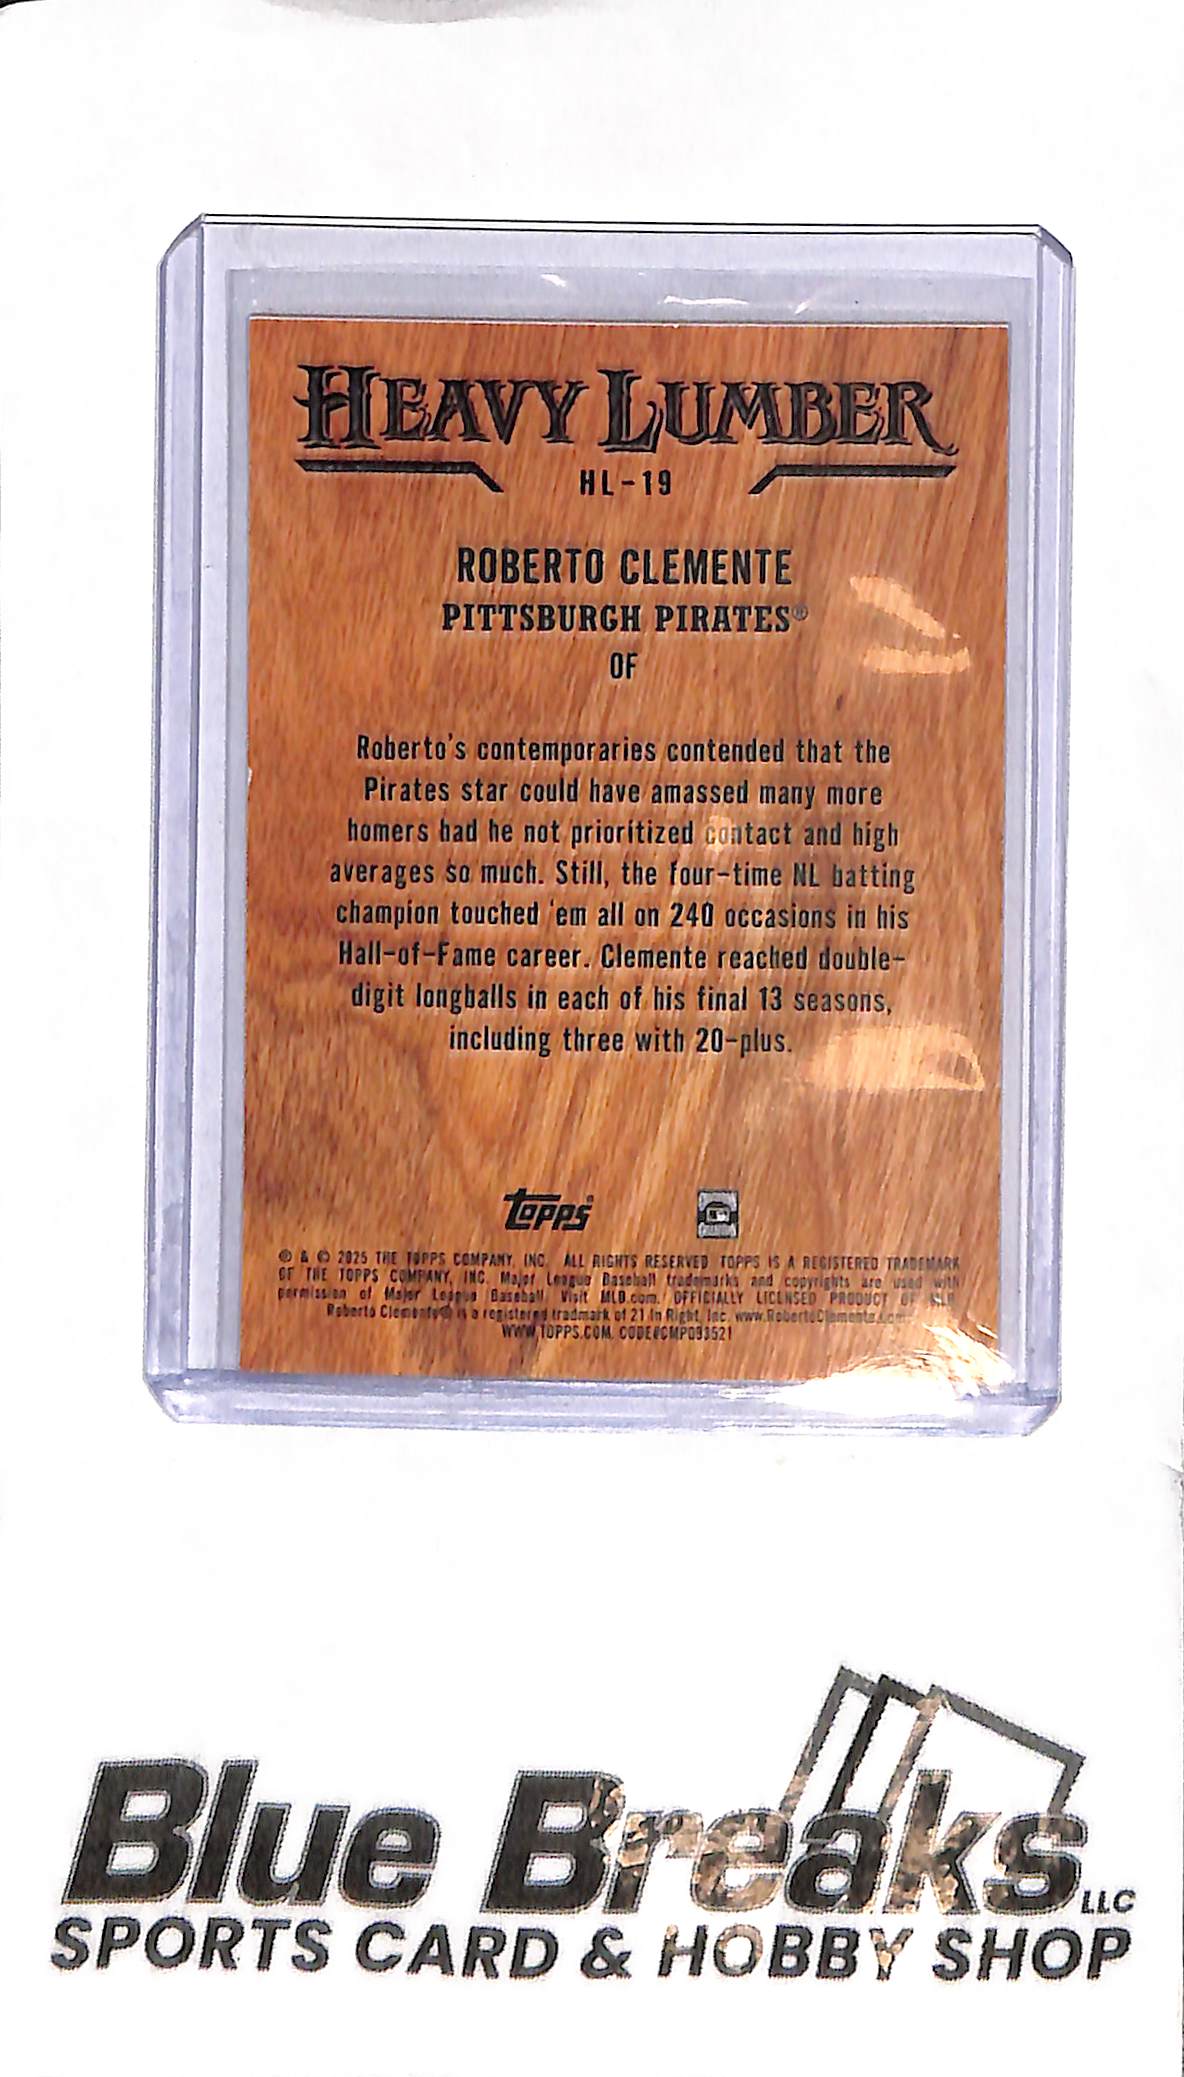 HEAVY LUMBER
HL-19
ROBERTO CLEMENTE
PITTSBURGH PIRATES®
OF
Roberto's contemporaries contended that the
Pirates star could have amassed many more
homers had he not prioritized contact and high
averages so much. Still, the four-time NL batting
champion touched 'em all on 240 occasions in his
Hall-of-Fame career. Clemente reached double-
digit longballs in each of his final 13 seasons,
including three with 20-plus.
Topps®
® & © 2025 THE TOPPS COMPANY, INC. ALL RIGHTS RESERVED. TOPPS IS A REGISTERED TRADEMARK
OF THE TOPPS COMPANY, INC. Major League Baseball trademarks and copyrights are used with
permission of Major League Baseball. Visit MLB.com. OFFICIALLY LICENSED PRODUCT OF MLB
Roberto Clemente® is a registered tradmark of 21 In Right, Inc. www.RobertoClemente.com
WWW.TOPPS.COM. CODE#CMP093521
Blue Breaks LLC
SPORTS CARD & HOBBY SHOP